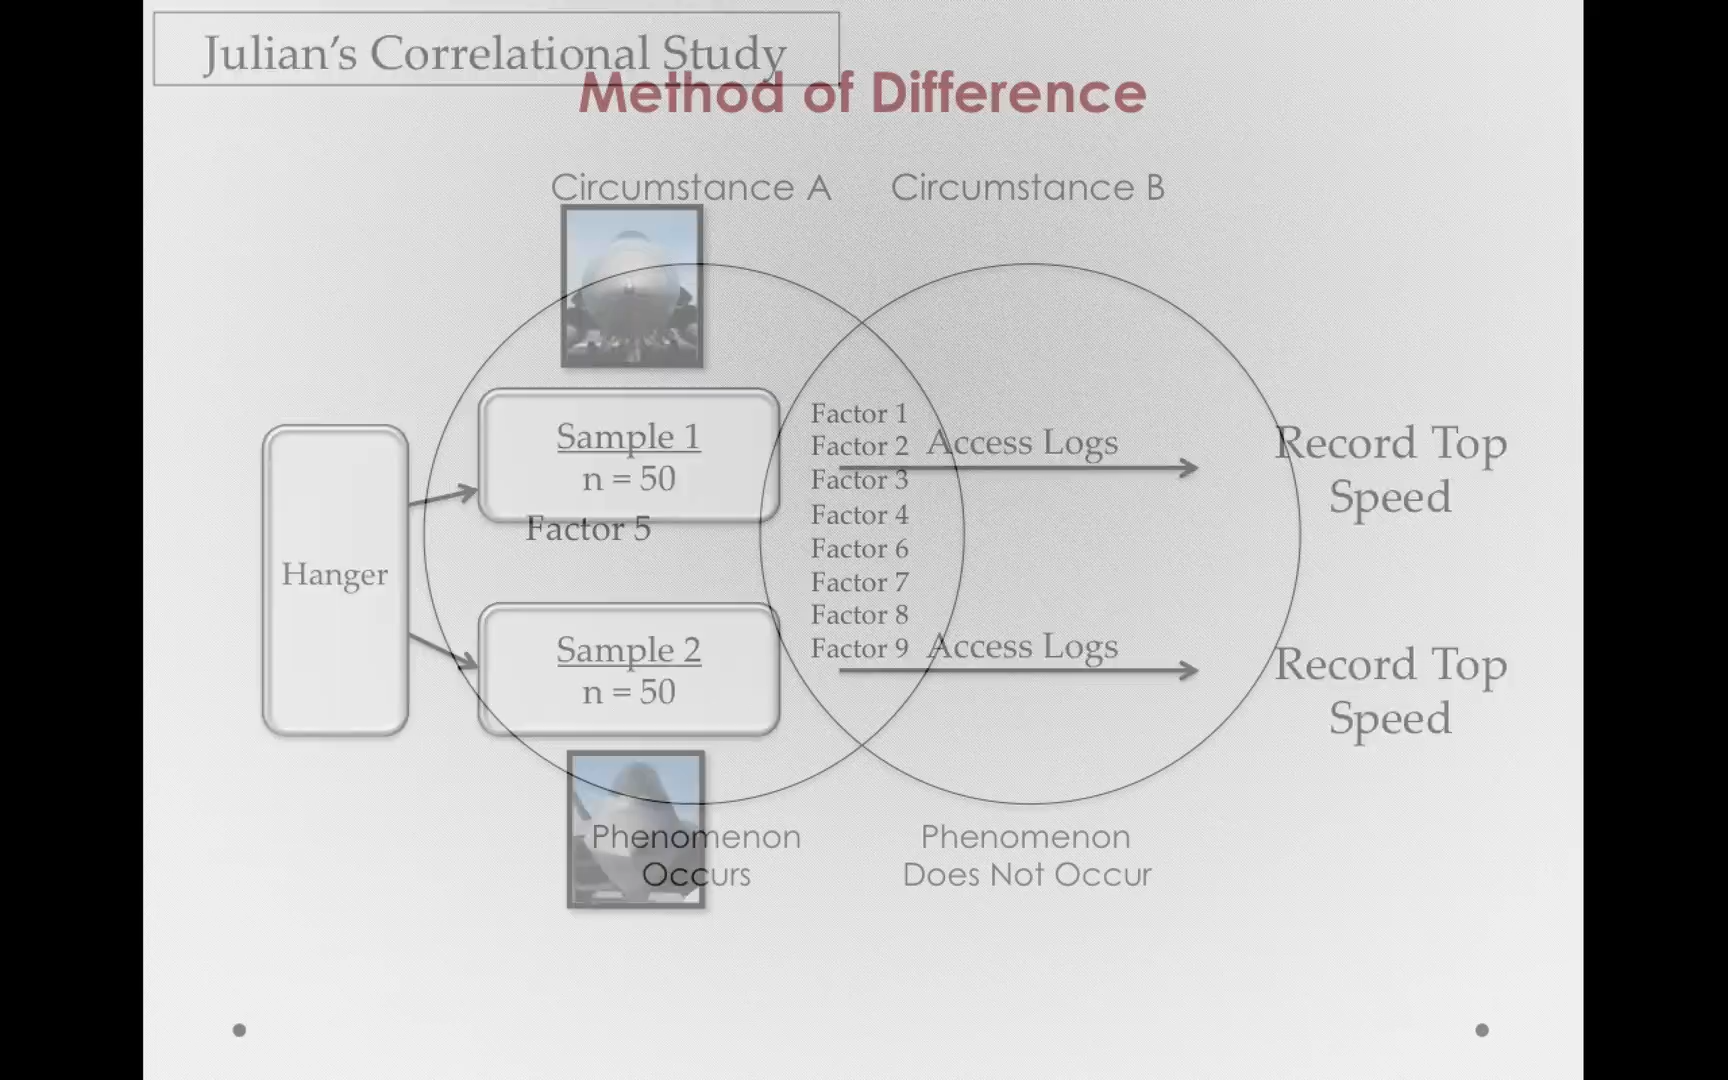 Julian’s Correlational Study
Method of Difference
Circumstance A
Circumstance B
Sample 1
n = 50
Factor 5
Hanger
Sample 2
n = 50
Factor 1
Factor 2
Factor 3
Factor 4
Factor 6
Factor 7
Factor 8
Factor 9
Access Logs
Access Logs
Record Top
Speed
Record Top
Speed
Phenomenon
Occurs
Phenomenon
Does Not Occur